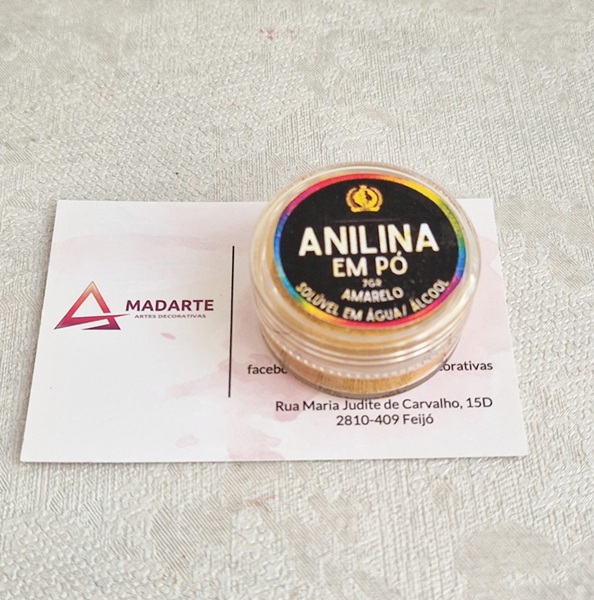 ANILINA
EM PÓ
7GR
AMARELO
SOLÚVEL EM ÁGUA/ ÁLCOOL
MADARTE
ARTES DECORATIVAS
Rua Maria Judite de Carvalho, 15D
2810-409 Feijó